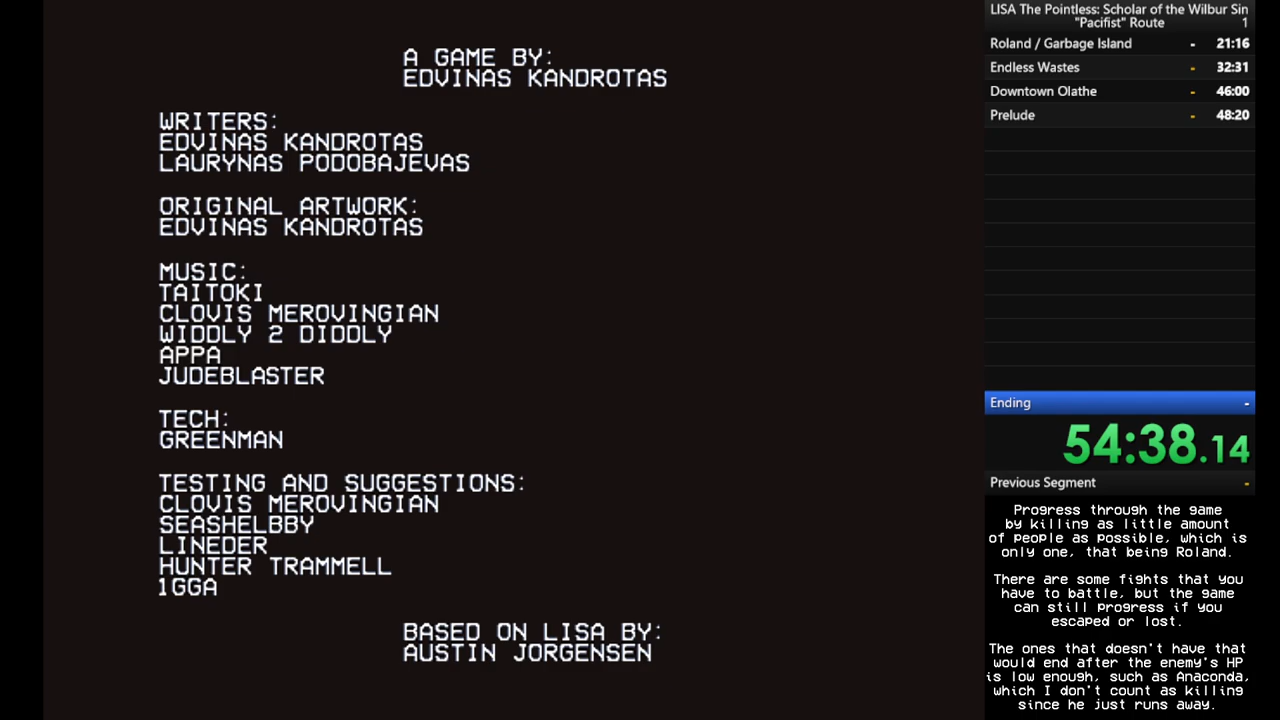 A GAME BY:
EDVINAS KANDROTAS
WRITERS:
EDVINAS KANDROTAS
LAURYNAS PODOBAJEVAS
ORIGINAL ARTWORK:
EDVINAS KANDROTAS
MUSIC:
TAITOKI
CLOVIS MEROVINGIAN
WIDDLY 2 DIDDLY
APPA
JUDEBLASTER
TECH:
GREENMAN
TESTING AND SUGGESTIONS:
CLOVIS MEROVINGIAN
SEASHELBBY
LINEDER
HUNTER TRAMMELL
1GGA
BASED ON LISA BY:
AUSTIN JORGENSEN
LISA The Pointless: Scholar of the Wilbur Sin
"Pacifist" Route 1
Roland / Garbage Island - 21:16
Endless Wastes - 32:31
Downtown Olathe - 46:00
Prelude - 48:20
Ending -
54:38.14
Previous Segment -
Progress through the game
by killing as little amount
of people as possible, which is
only one, that being Roland.
There are some fights that you
have to battle, but the game
can still progress if you
escaped or lost.
The ones that doesn't have that
would end after the enemy's HP
is low enough, such as Anaconda,
which I don't count as killing
since he just runs away.